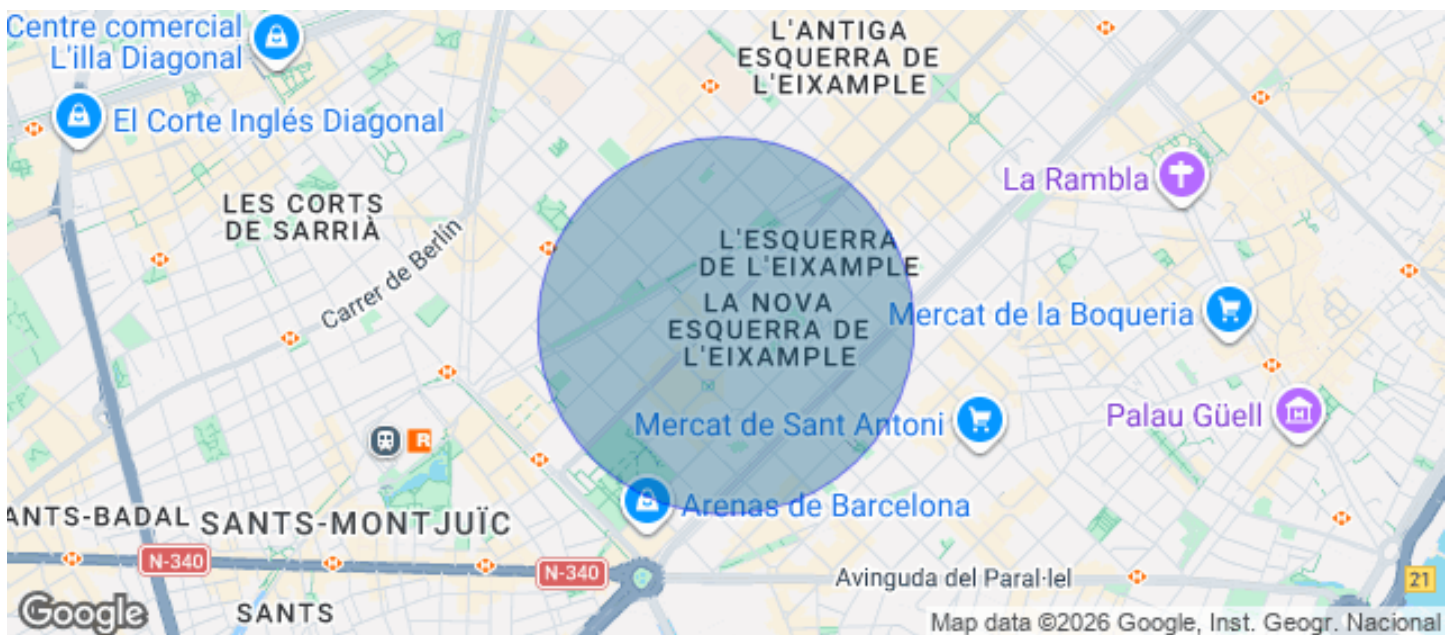 Centre comercial
L'illa Diagonal
L'ANTIGA
ESQUERRA DE
L'EIXAMPLE
El Corte Inglés Diagonal
La Rambla
LES CORTS
DE SARRIÀ
Carrer de Berlín
L'ESQUERRA
DE L'EIXAMPLE
LA NOVA
ESQUERRA DE
L'EIXAMPLE
Mercat de la Boqueria
Mercat de Sant Antoni
Palau Güell
R
Arenas de Barcelona
ANTS-BADAL
SANTS-MONTJUÏC
N-340
N-340
Avinguda del Paral·lel
21
SANTS
Google
Map data ©2026 Google, Inst. Geogr. Nacional